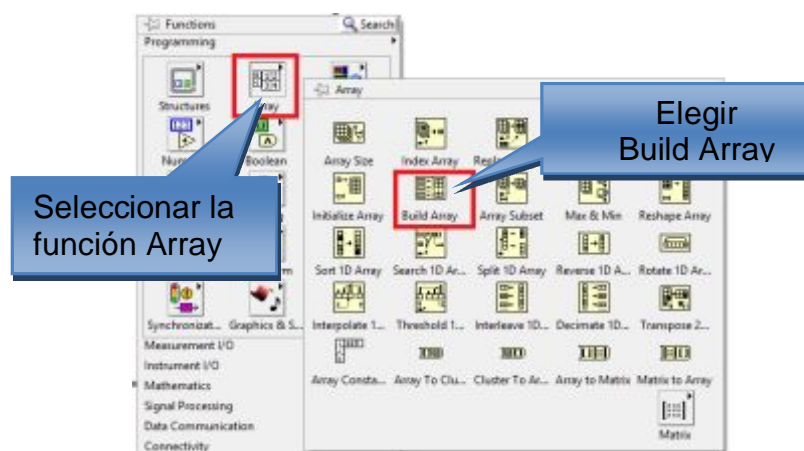 Functions
Search
Programming
Structures
Array
Elegir
Build Array
Array Size
Index Array
Boolean
Seleccionar la
función Array
Initialize Array
Build Array
Array Subset
Max & Min
Reshape Array
Sort 1D Array
Search 1D Ar...
Split 1D Array
Reverse 1D A...
Rotate 1D Ar...
Synchronizat...
Graphics & S...
Interpolate 1...
Threshold 1...
Interleave 1D...
Decimate 1D...
Transpose 2...
Measurement I/O
Instrument I/O
Mathematics
Array Consta...
Array To Clu...
Cluster To Ar...
Array to Matrix
Matrix to Array
Signal Processing
Data Communication
Connectivity
Matrix